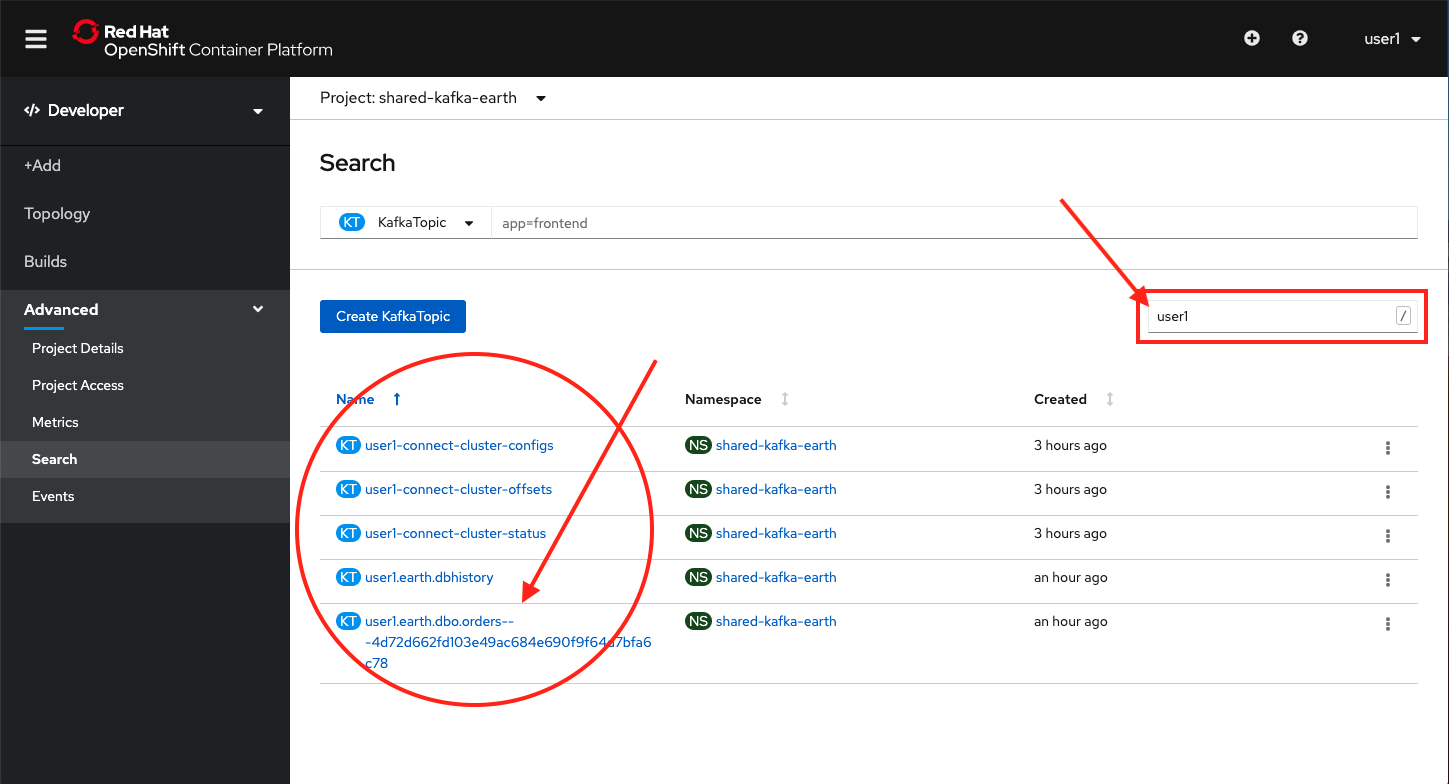 Red Hat
OpenShift Container Platform
user1
Developer
Project: shared-kafka-earth
+Add
Topology
Builds
Advanced
Project Details
Project Access
Metrics
Search
Events
Search
KT KafkaTopic
app=frontend
Create KafkaTopic
user1
/
Name Namespace Created
KT user1-connect-cluster-configs NS shared-kafka-earth 3 hours ago
KT user1-connect-cluster-offsets NS shared-kafka-earth 3 hours ago
KT user1-connect-cluster-status NS shared-kafka-earth 3 hours ago
KT user1.earth.dbhistory NS shared-kafka-earth an hour ago
KT user1.earth.dbo.orders-- NS shared-kafka-earth an hour ago
-4d72d662fd103e49ac684e690f9f64d7bfa6
c78